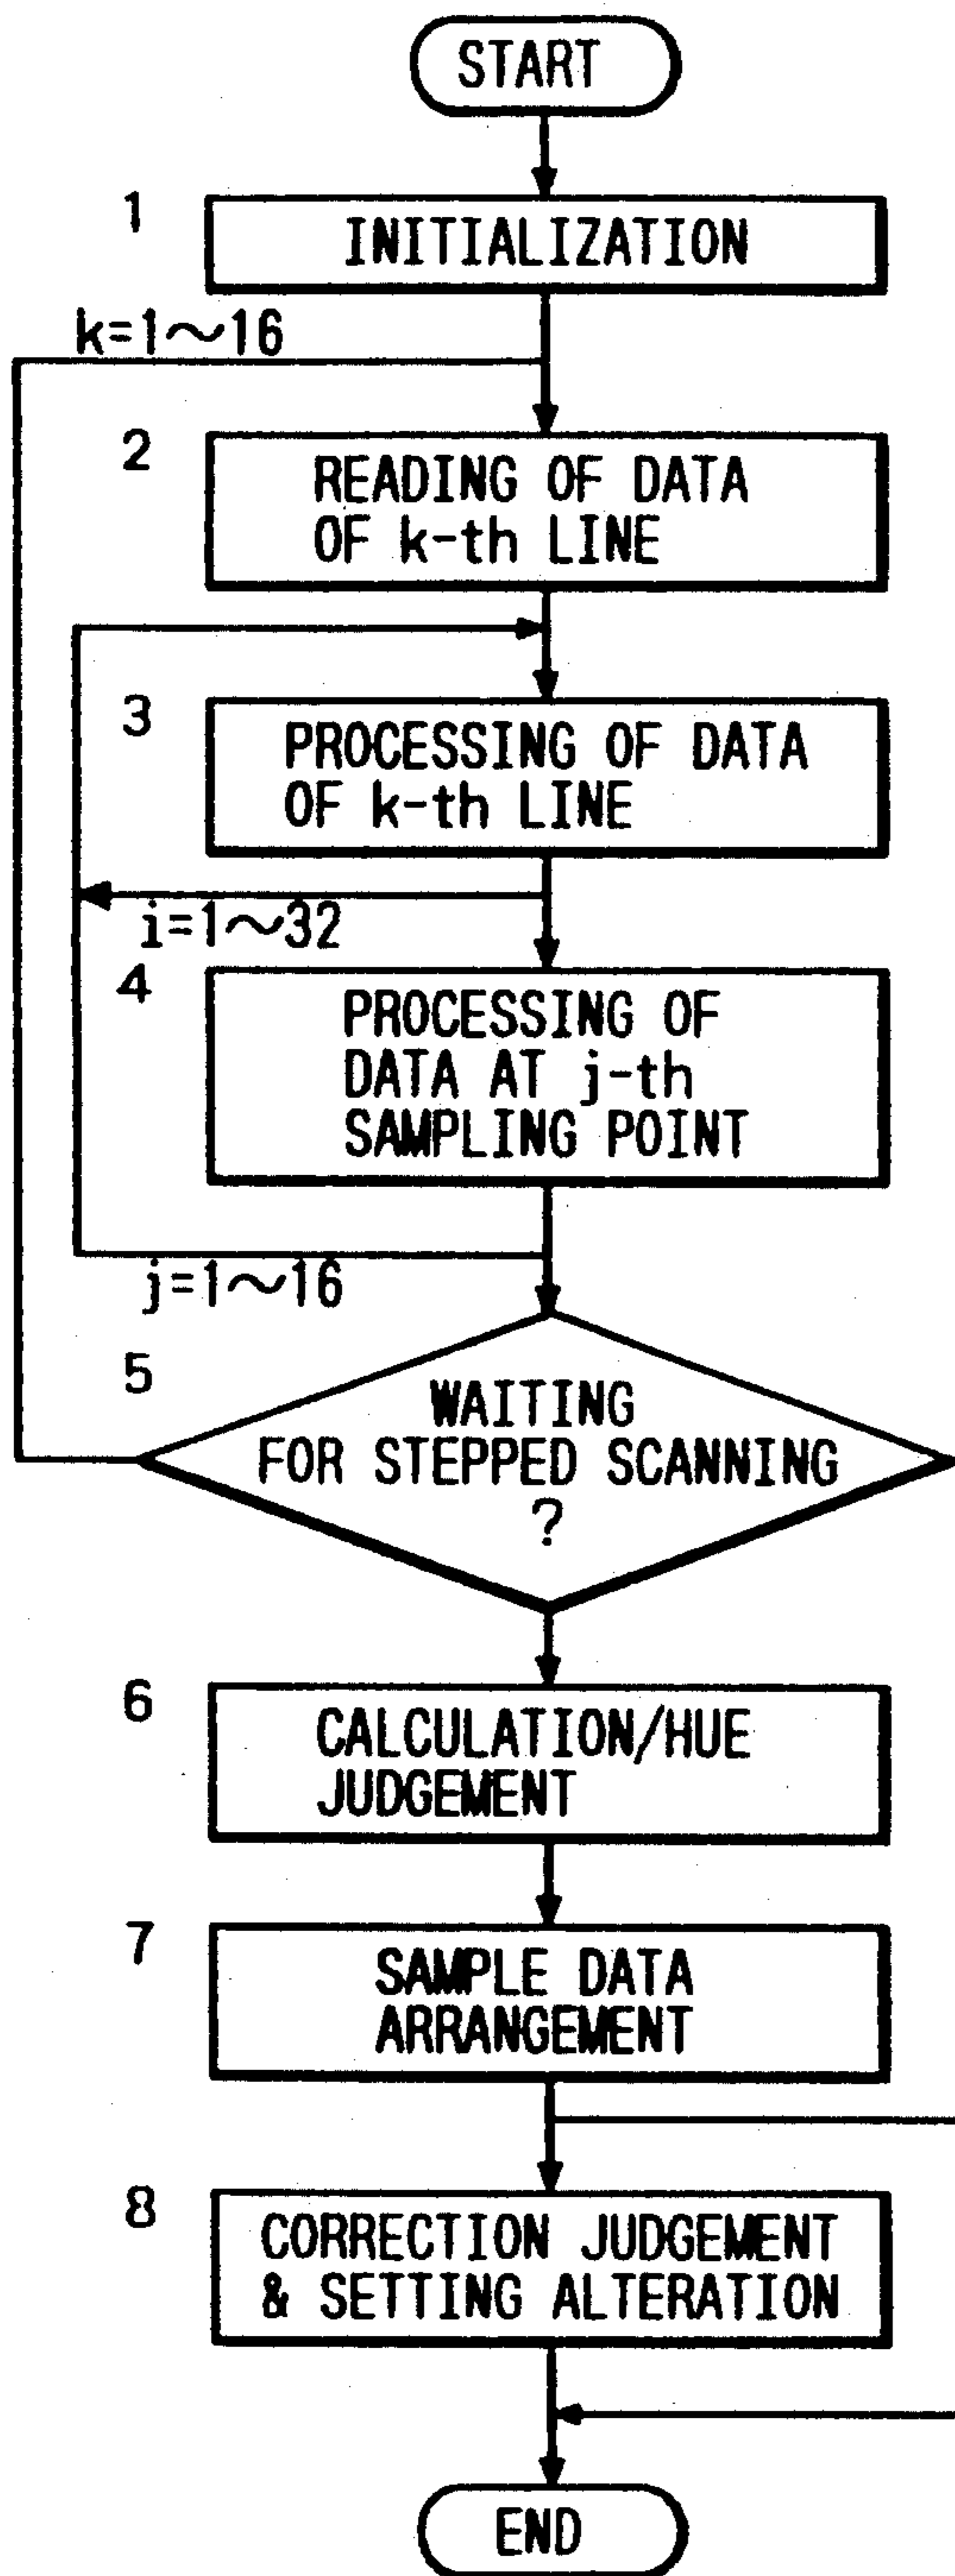 START
1
INITIALIZATION
k=1～16
2
READING OF DATA
OF k-th LINE
3
PROCESSING OF DATA
OF k-th LINE
i=1～32
4
PROCESSING OF
DATA AT j-th
SAMPLING POINT
j=1～16
5
WAITING
FOR STEPPED SCANNING
?
6
CALCULATION/HUE
JUDGEMENT
7
SAMPLE DATA
ARRANGEMENT
8
CORRECTION JUDGEMENT
& SETTING ALTERATION
END